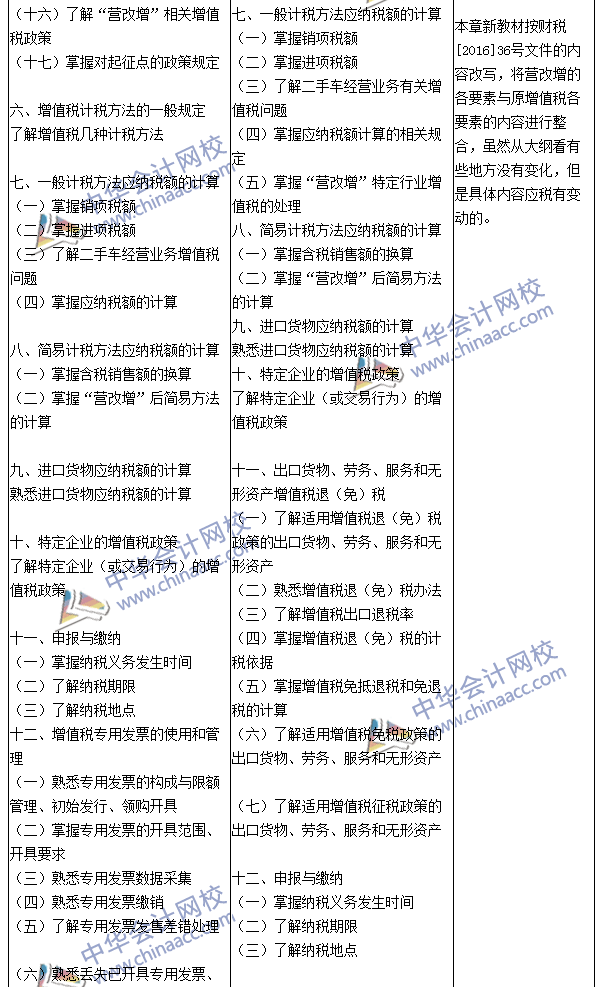 （十六）了解“营改增”相关增值
税政策
（十七）掌握对起征点的政策规定
六、增值税计税方法的一般规定
了解增值税几种计税方法
七、一般计税方法应纳税额的计算
（一）掌握销项税额
（二）掌握进项税额
（三）了解二手车经营业务增值税
问题
（四）掌握应纳税额的计算
八、简易计税方法应纳税额的计算
（一）掌握含税销售额的换算
（二）掌握“营改增”后简易方法
的计算
九、进口货物应纳税额的计算
熟悉进口货物应纳税额的计算
十、特定企业的增值税政策
了解特定企业（或交易行为）的增
值税政策
十一、申报与缴纳
（一）掌握纳税义务发生时间
（二）了解纳税期限
（三）了解纳税地点
十二、增值税专用发票的使用和管
理
（一）熟悉专用发票的构成与限额
管理、初始发行、领购开具
（二）掌握专用发票的开具范围、
开具要求
（三）熟悉专用发票数据采集
（四）熟悉专用发票缴销
（五）了解专用发票发售差错处理
（六）熟悉丢失已开具专用发票、
七、一般计税方法应纳税额的计算
（一）掌握销项税额
（二）掌握进项税额
（三）了解二手车经营业务有关增
值税问题
（四）掌握应纳税额计算的相关规
定
（五）掌握“营改增”特定行业增
值税的处理
八、简易计税方法应纳税额的计算
（一）掌握含税销售额的换算
（二）掌握“营改增”后简易方法
的计算
九、进口货物应纳税额的计算
熟悉进口货物应纳税额的计算
十、特定企业的增值税政策
了解特定企业（或交易行为）的增
值税政策
十一、出口货物、劳务、服务和无
形资产增值税退（免）税
（一）了解适用增值税退（免）税
政策的出口货物、劳务、服务和无
形资产
（二）熟悉增值税退（免）税办法
（三）了解增值税出口退税率
（四）掌握增值税退（免）税的计
税依据
（五）掌握增值税免抵退税和免退
税的计算
（六）了解适用增值税免税政策的
出口货物、劳务、服务和无形资产
（七）了解适用增值税征税政策的
出口货物、劳务、服务和无形资产
十二、申报与缴纳
（一）掌握纳税义务发生时间
（二）了解纳税期限
（三）了解纳税地点
本章新教材按财税
[2016]36号文件的内
容改写，将营改增的
各要素与原增值税各
要素的内容进行整
合，虽然从大纲看有
些地方没有变化，但
是具体内容应税有变
动的。
中华会计网校
www.chinaacc.com
中华会计网校
www.chinaacc.com
中华会计网校
www.chinaacc.com
中华会计网校
www.chinaacc.com
中华会计网校
www.chinaacc.com